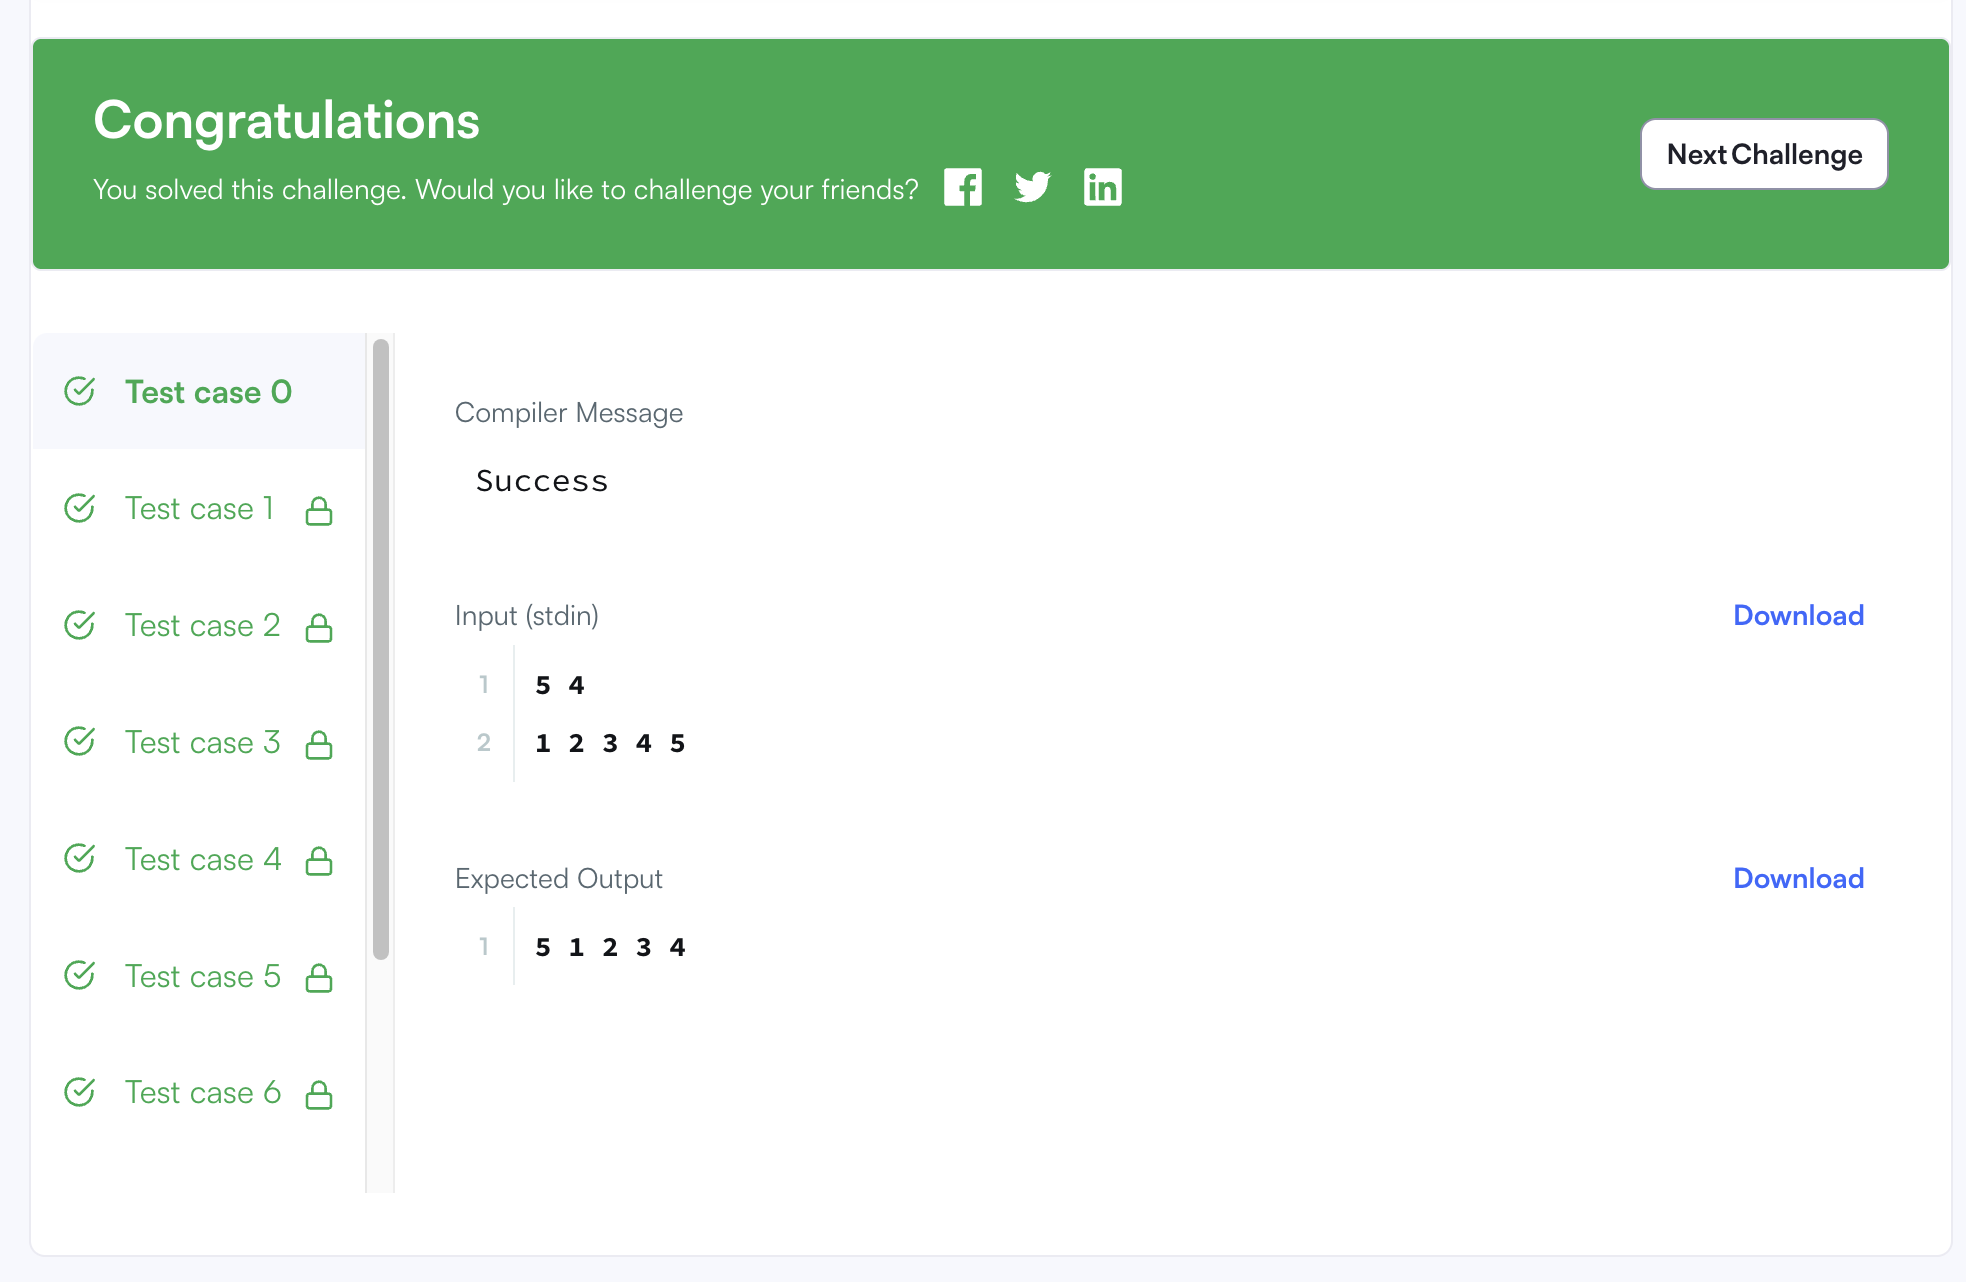 Congratulations
You solved this challenge. Would you like to challenge your friends?
Next Challenge
Test case 0
Test case 1
Test case 2
Test case 3
Test case 4
Test case 5
Test case 6
Compiler Message
Success
Input (stdin)
Download
1 5 4
2 1 2 3 4 5
Expected Output
Download
1 5 1 2 3 4